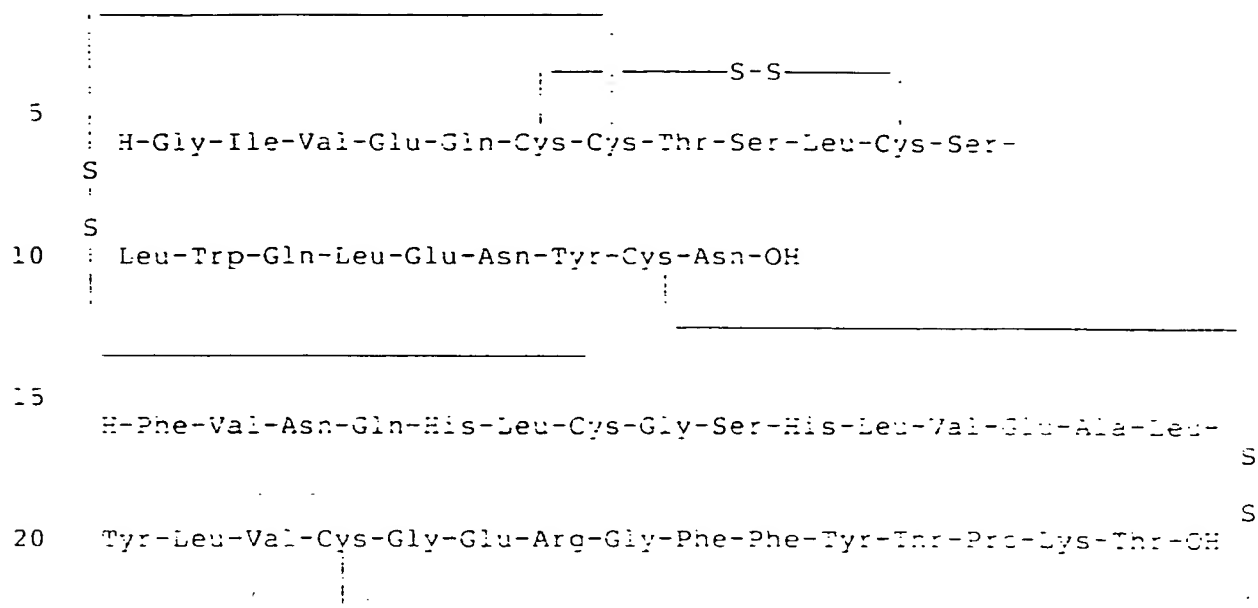 S-S
5
H-Gly-Ile-Val-Glu-Gln-Cys-Cys-Thr-Ser-Leu-Cys-Ser-
S
S
10 Leu-Trp-Gln-Leu-Glu-Asn-Tyr-Cys-Asn-OH
15
H-Phe-Val-Asn-Gln-His-Leu-Cys-Gly-Ser-His-Leu-Val-Glu-Ala-Leu-
S
S
20 Tyr-Leu-Val-Cys-Gly-Glu-Arg-Gly-Phe-Phe-Tyr-Thr-Pro-Lys-Thr-OH